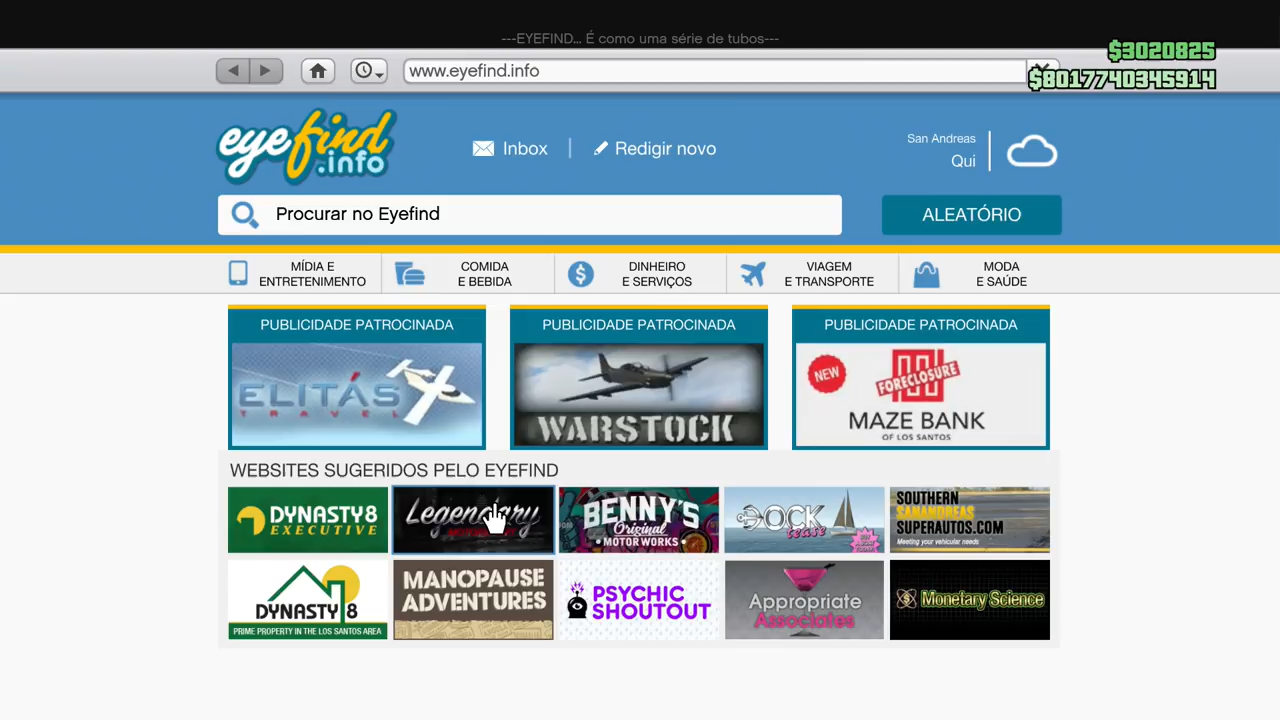 ---EYEFIND... É como uma série de tubos---
$3020825
www.eyefind.info
$8017740345914
eyefind.info
Inbox
Redigir novo
San Andreas
Qui
Procurar no Eyefind
ALEATÓRIO
MÍDIA E
ENTRETENIMENTO
COMIDA
E BEBIDA
DINHEIRO
E SERVIÇOS
VIAGEM
E TRANSPORTE
MODA
E SAÚDE
PUBLICIDADE PATROCINADA
PUBLICIDADE PATROCINADA
PUBLICIDADE PATROCINADA
ELITÁS
TRAVEL
WARSTOCK
NEW
FORECLOSURE
MAZE BANK
OF LOS SANTOS
WEBSITES SUGERIDOS PELO EYEFIND
DYNASTY 8
EXECUTIVE
Legendary
BENNY'S
Original
MOTOR WORKS
DOCK
tease
SOUTHERN
SANANDREAS
SUPERAUTOS.COM
Meeting your vehicular needs
DYNASTY 8
PRIME PROPERTY IN THE LOS SANTOS AREA
MANOPAUSE
ADVENTURES
PSYCHIC
SHOUTOUT
Appropriate
Associates
Monetary Science